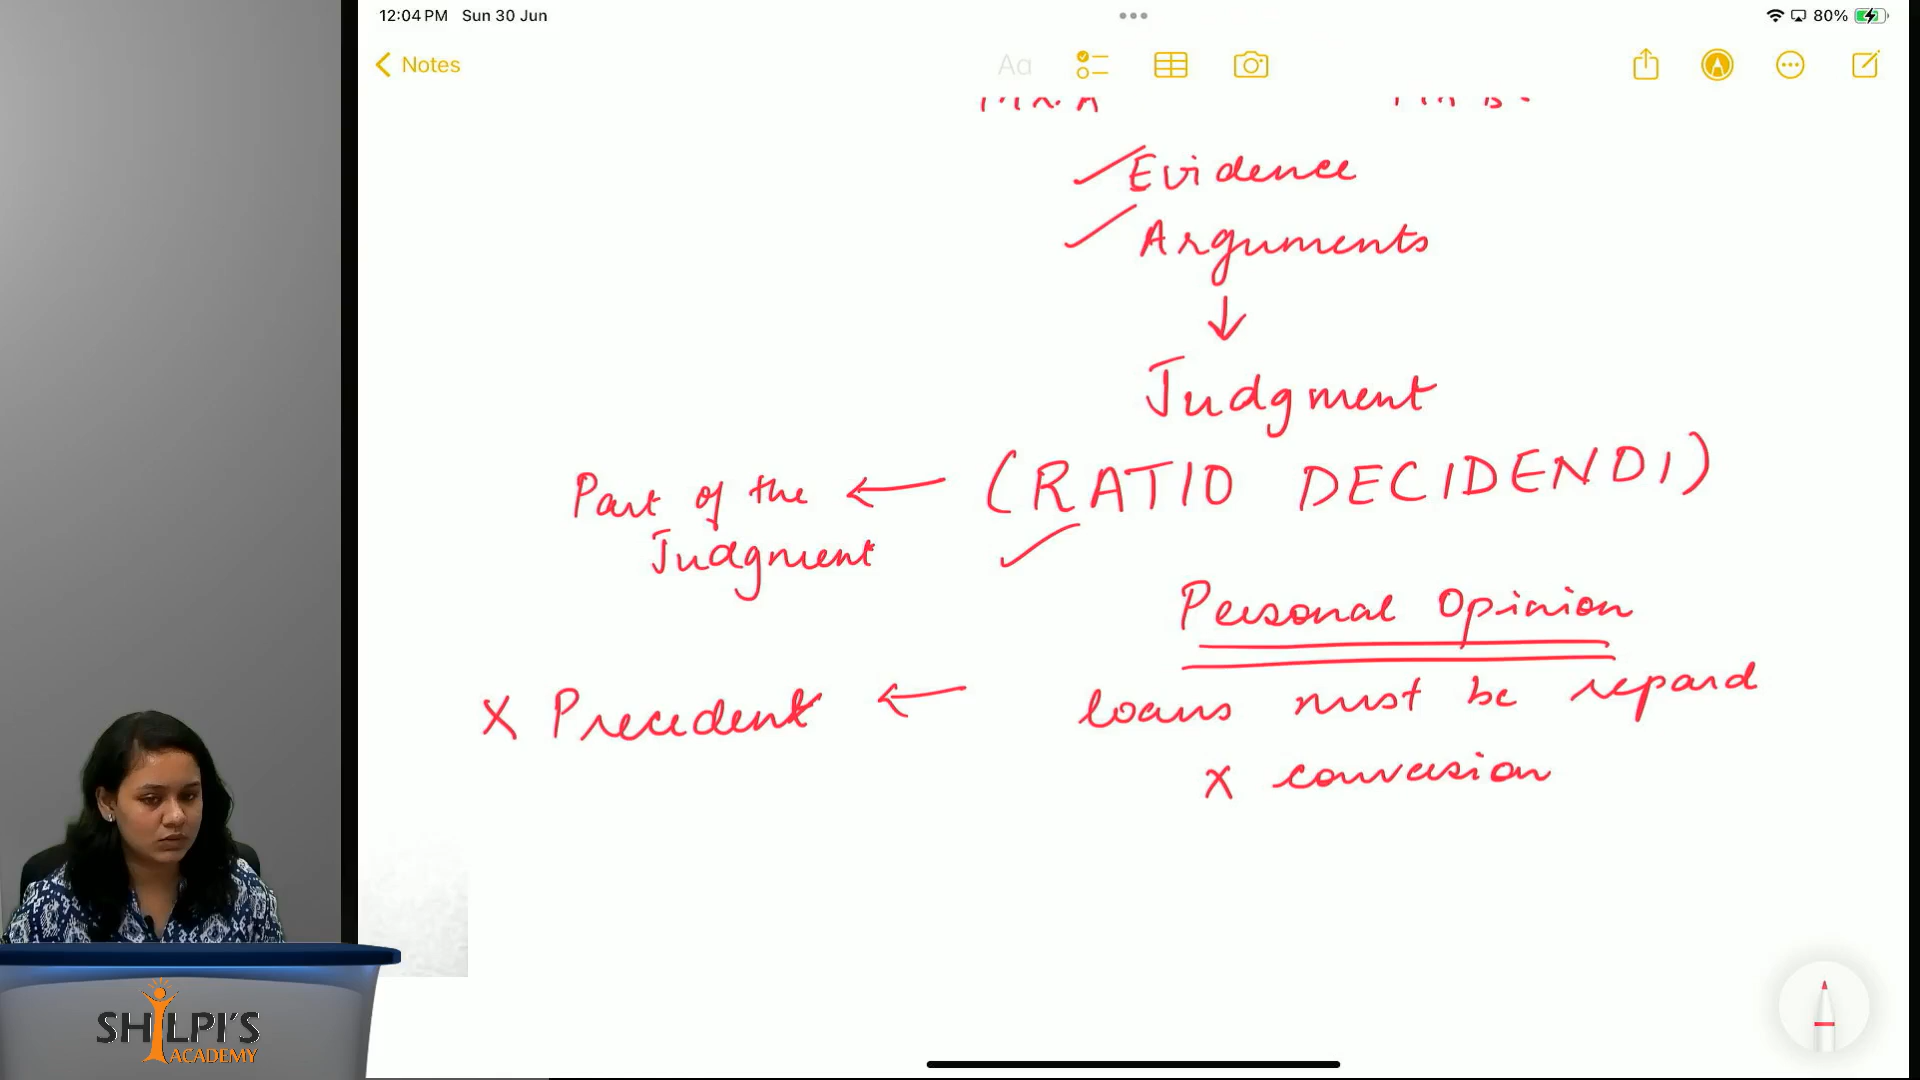 12:04 PM Sun 30 Jun
80%
Notes
Aa
Evidence
Arguments
↓
Judgment
Part of the ← (RATIO DECIDENDI)
Judgment
Personal Opinion
X Precedent ← loans must be repaid
X conversion
SHILPI'S
ACADEMY